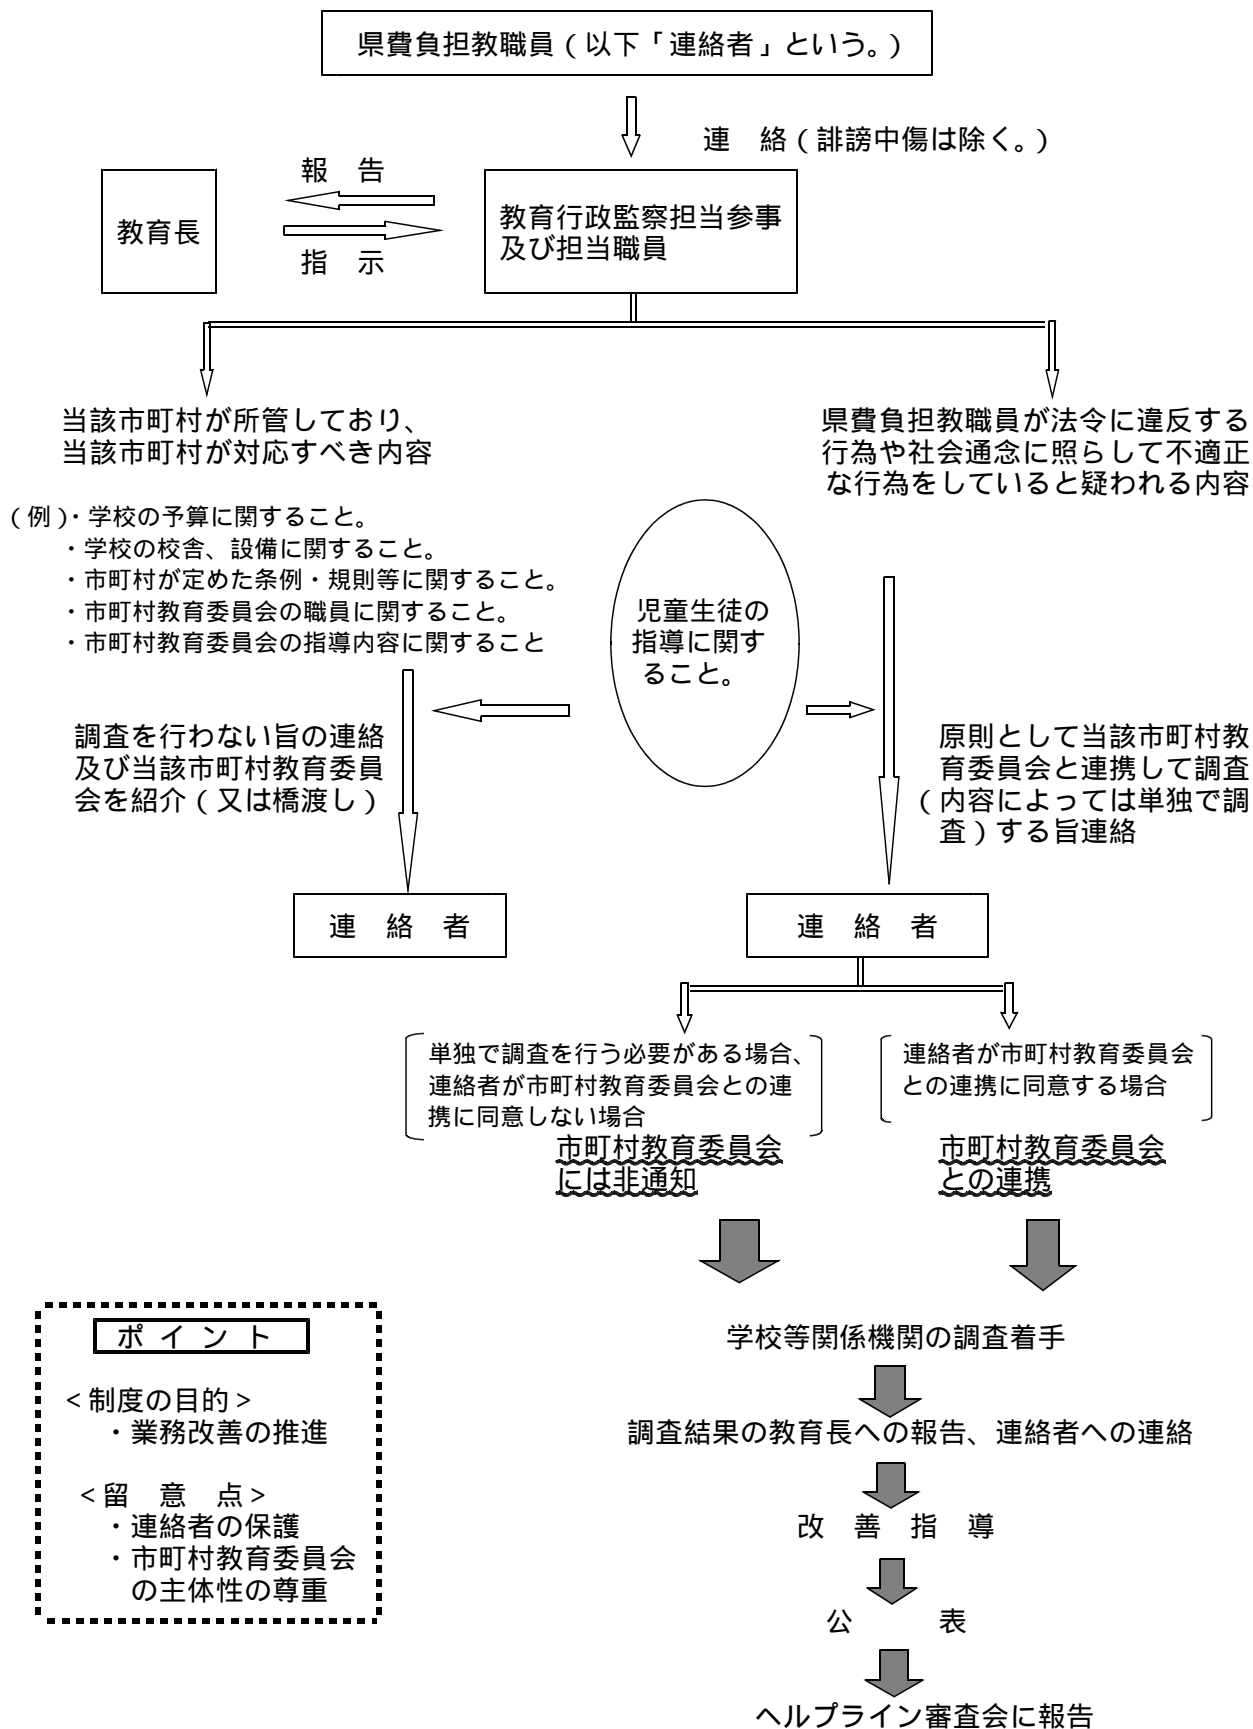 県費負担教職員(以下「連絡者」という。)
連　絡(誹謗中傷は除く。)
報　告
教育長
指　示
教育行政監察担当参事
及び担当職員
当該市町村が所管しており、
当該市町村が対応すべき内容
(例)・学校の予算に関すること。
・学校の校舎、設備に関すること。
・市町村が定めた条例・規則等に関すること。
・市町村教育委員会の職員に関すること。
・市町村教育委員会の指導内容に関すること
県費負担教職員が法令に違反する
行為や社会通念に照らして不適正
な行為をしていると疑われる内容
児童生徒の
指導に関す
ること。
調査を行わない旨の連絡
及び当該市町村教育委員
会を紹介(又は橋渡し)
原則として当該市町村教
育委員会と連携して調査
(内容によっては単独で調
査)する旨連絡
連　絡　者
連　絡　者
単独で調査を行う必要がある場合、
連絡者が市町村教育委員会との連
携に同意しない場合
市町村教育委員会
には非通知
連絡者が市町村教育委員会
との連携に同意する場合
市町村教育委員会
との連携
学校等関係機関の調査着手
調査結果の教育長への報告、連絡者への連絡
改　善　指　導
公　　　表
ヘルプライン審査会に報告
ポ イ ン ト
<制度の目的>
・業務改善の推進
<留　意　点>
・連絡者の保護
・市町村教育委員会
の主体性の尊重